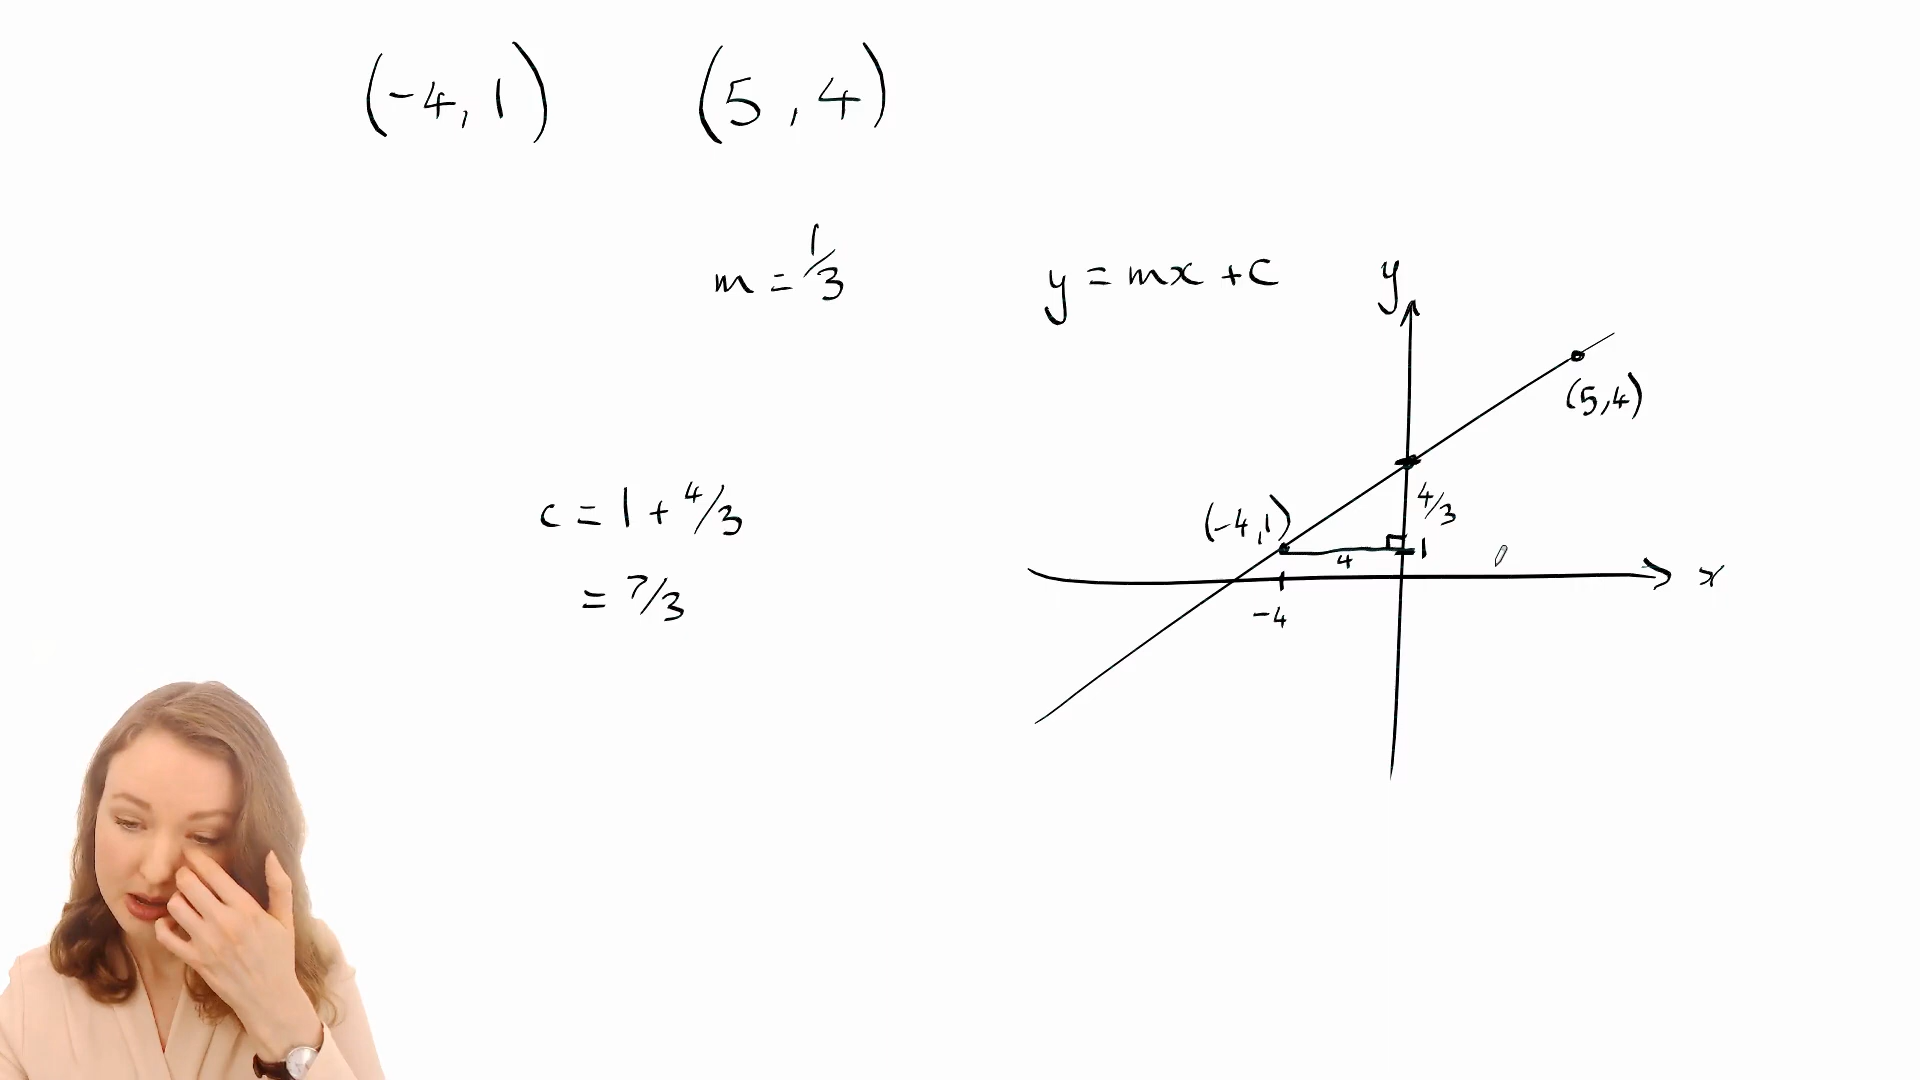 (-4, 1) (5, 4)
m = 1/3
y = mx + c
y
(5,4)
c = 1 + 4/3
4/3
(-4,1)
1
4
x
= 7/3
-4